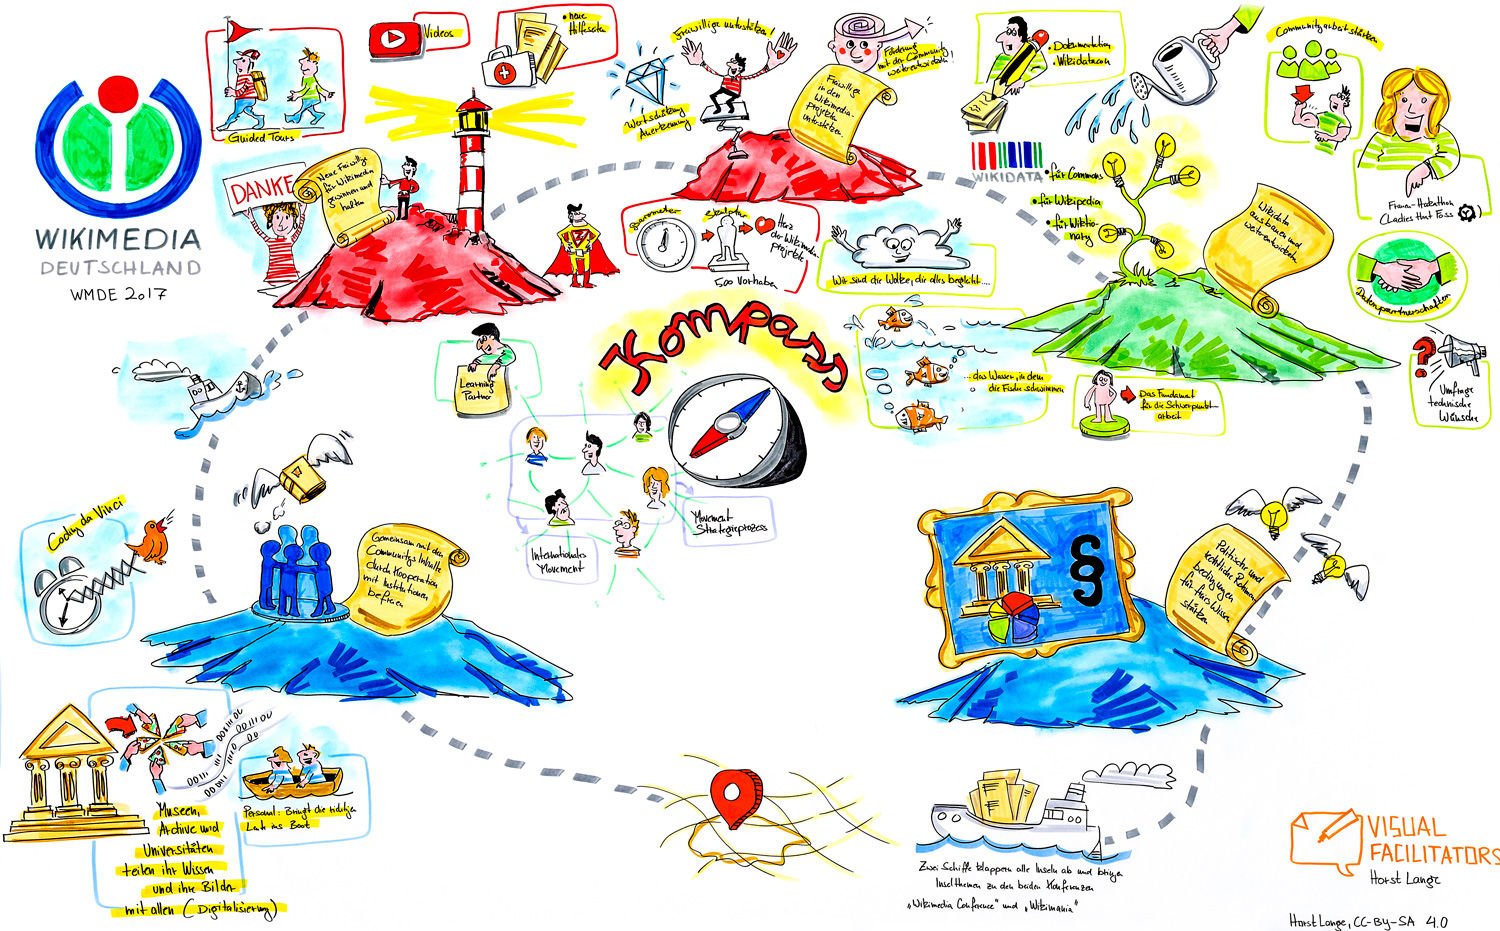 WIKIMEDIA
DEUTSCHLAND
WMDE 2017
Guided Tours
Videos
• neue
Hilfeseiten
DANKE
Neue Freiwillige
für Wikimedia
gewinnen und
halten
Freiwillige unterstützen!
Wertschätzung
Anerkennung
Förderung
mit der Community
weiterentwickeln!
Freiwillige
in den
Wikimedia-
projekten
unterstützen.
• Dokumentation
• Wikidatacon
WIKIDATA
• für Commons
• für Wikipedia
• für Wiktio-
nary
Communityarbeit stärken
Frauen-Hackathon
(Ladies that Foss
Wikidata
ausbauen und
weiterentwickeln
Datenpartnerschaften
Umfrage
technische
Wünsche
Barometer
Skulptur
Herz
der Wikimedia-
projekte
500 Vorhaben
Wir sind die Wolke, die alles begießt....
...das Wasser, in dem
die Fische schwimmen
Das Fundament
für die Schwerpunkt-
arbeit
Kompass
Learning
Partner
Internationales
Movement
Movement
Strategieprozess
Coding da Vinci
Gemeinsam mit den
Communitys Inhalte
durch Kooperation
mit Institutionen
befreien
§
Politische und
rechtliche Rahmen-
bedingungen
für freies Wissen
stärken
Museen,
Archive und
Universitäten
teilen ihr Wissen
und ihre Bilder
mit allen (Digitalisierung)
Personal: Bringt die richtigen
Leute ins Boot
Zwei Schiffe klappern alle Inseln ab und bringen
Inselthemen zu den beiden Konferenzen
„Wikimedia Conference" und „Wikimania"
VISUAL
FACILITATORS
Horst Lange
Horst Lange, CC-BY-SA 4.0